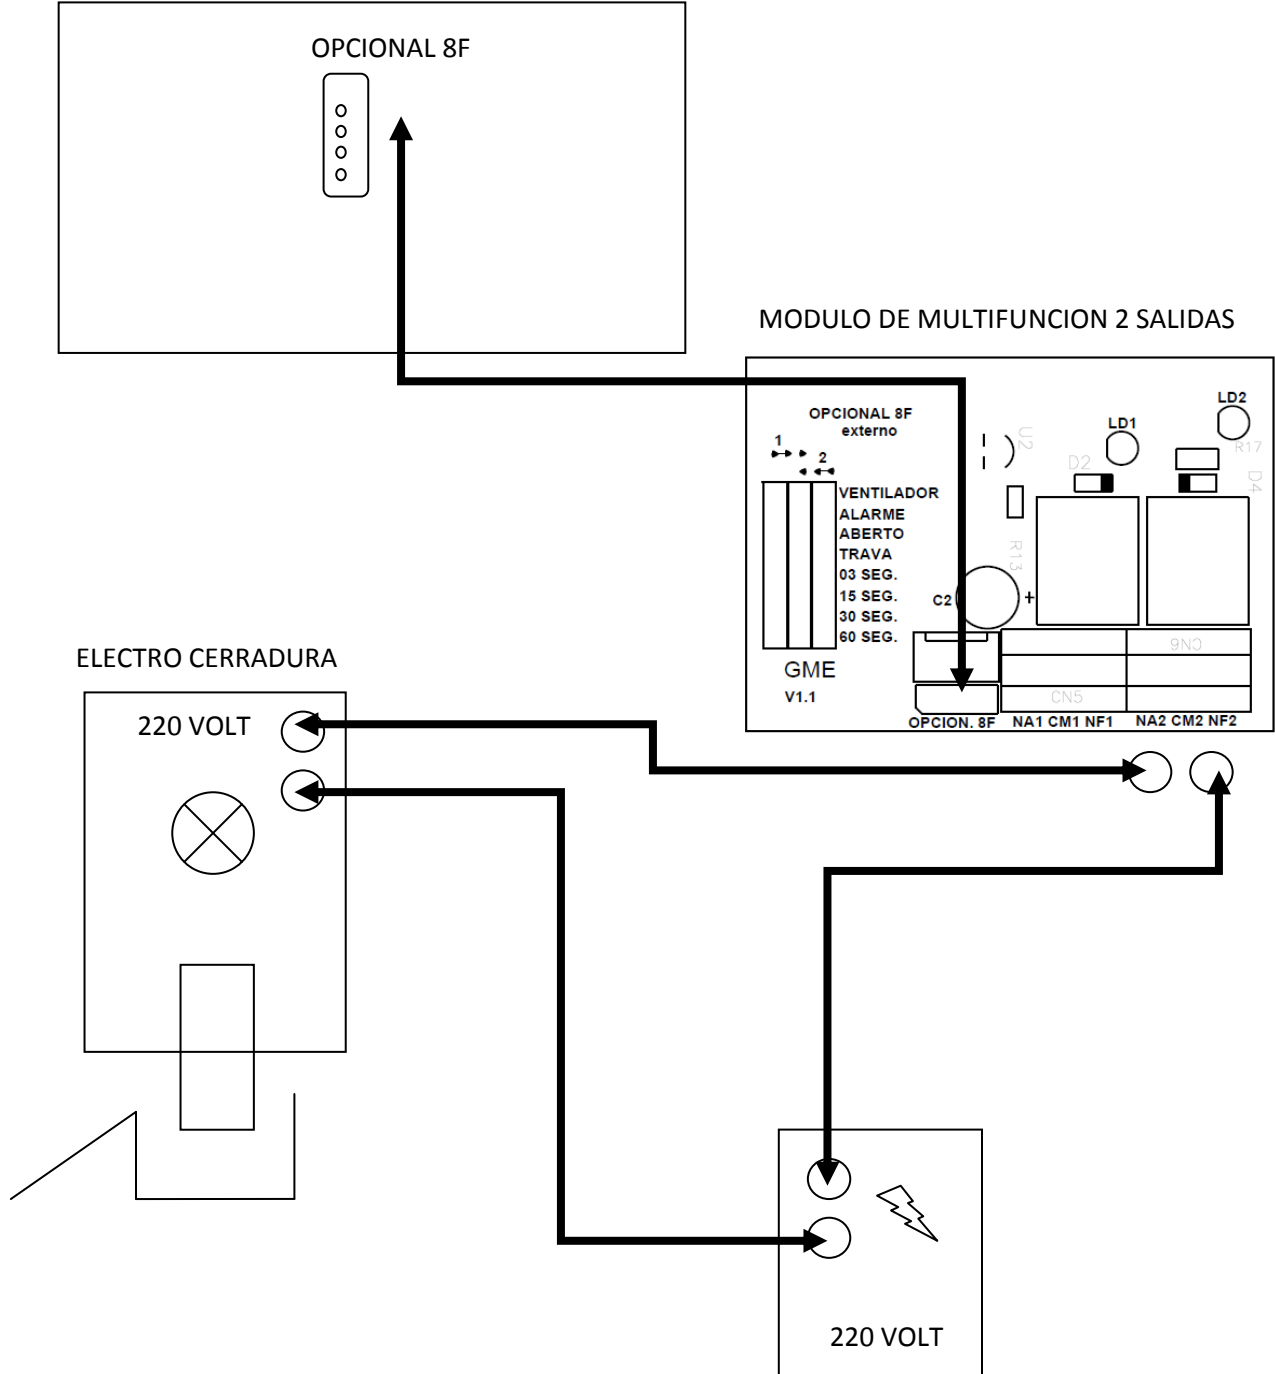 OPCIONAL 8F
MODULO DE MULTIFUNCION 2 SALIDAS
OPCIONAL 8F
externo
1
2
VENTILADOR
ALARME
ABERTO
TRAVA
03 SEG.
15 SEG.
30 SEG.
60 SEG.
GME
V1.1
U2
LD1
LD2
R17
D2
D4
R13
C2
+
CN6
CN5
OPCION. 8F
NA1 CM1 NF1
NA2 CM2 NF2
ELECTRO CERRADURA
220 VOLT
220 VOLT